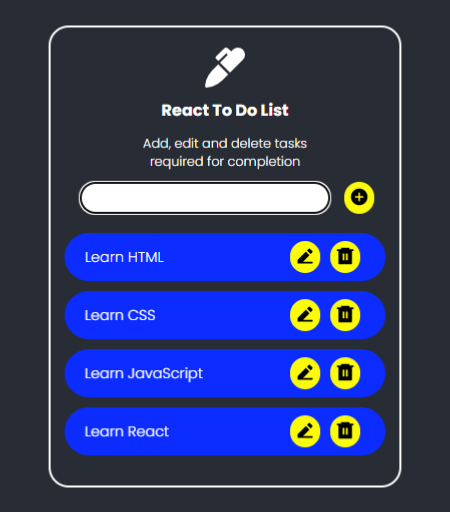 React To Do List
Add, edit and delete tasks
required for completion
Learn HTML
Learn CSS
Learn JavaScript
Learn React